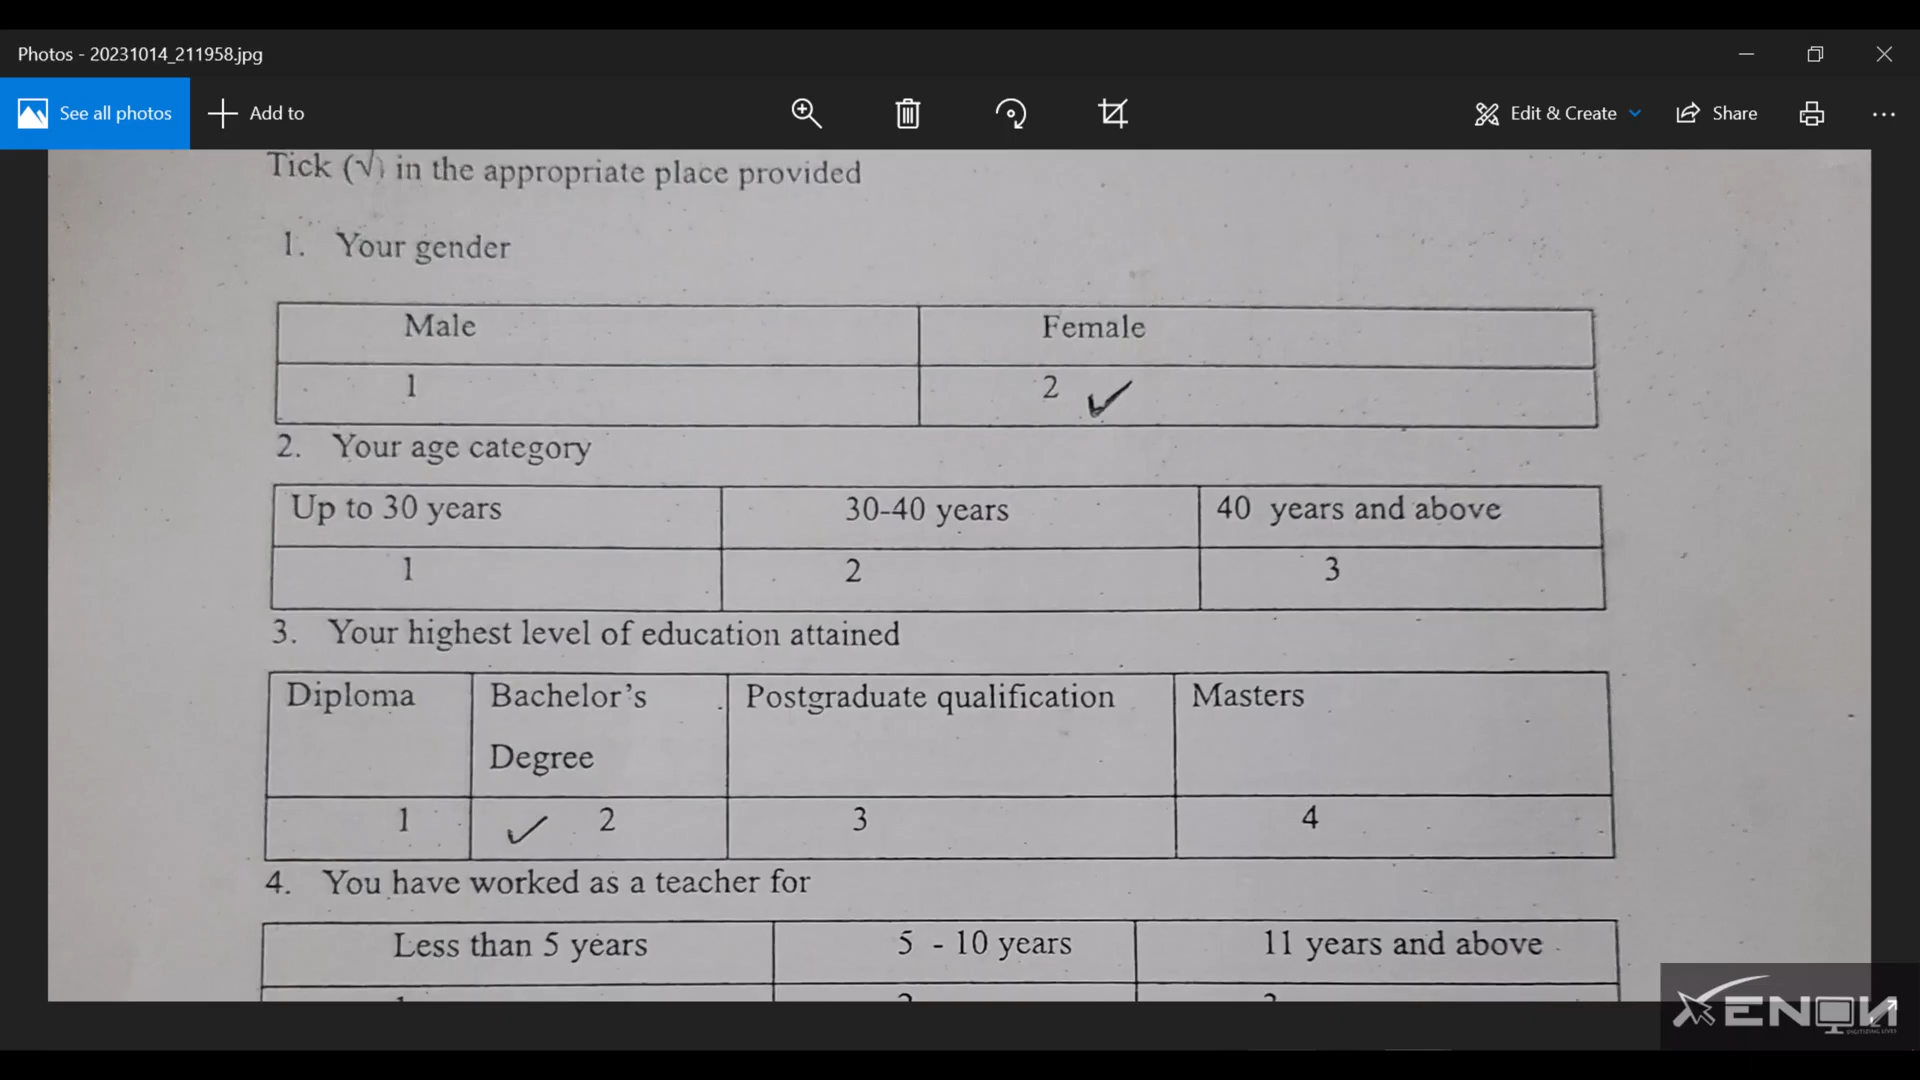 Photos - 20231014_211958.jpg
See all photos
Add to
Edit & Create
Share
Tick (√) in the appropriate place provided
1. Your gender
Male Female
1 2 ✓
2. Your age category
Up to 30 years 30-40 years 40 years and above
1 2 3
3. Your highest level of education attained
Diploma Bachelor's Postgraduate qualification Masters
Degree
1 ✓ 2 3 4
4. You have worked as a teacher for
Less than 5 years 5 - 10 years 11 years and above
XENON
DIGITIZING LIVES